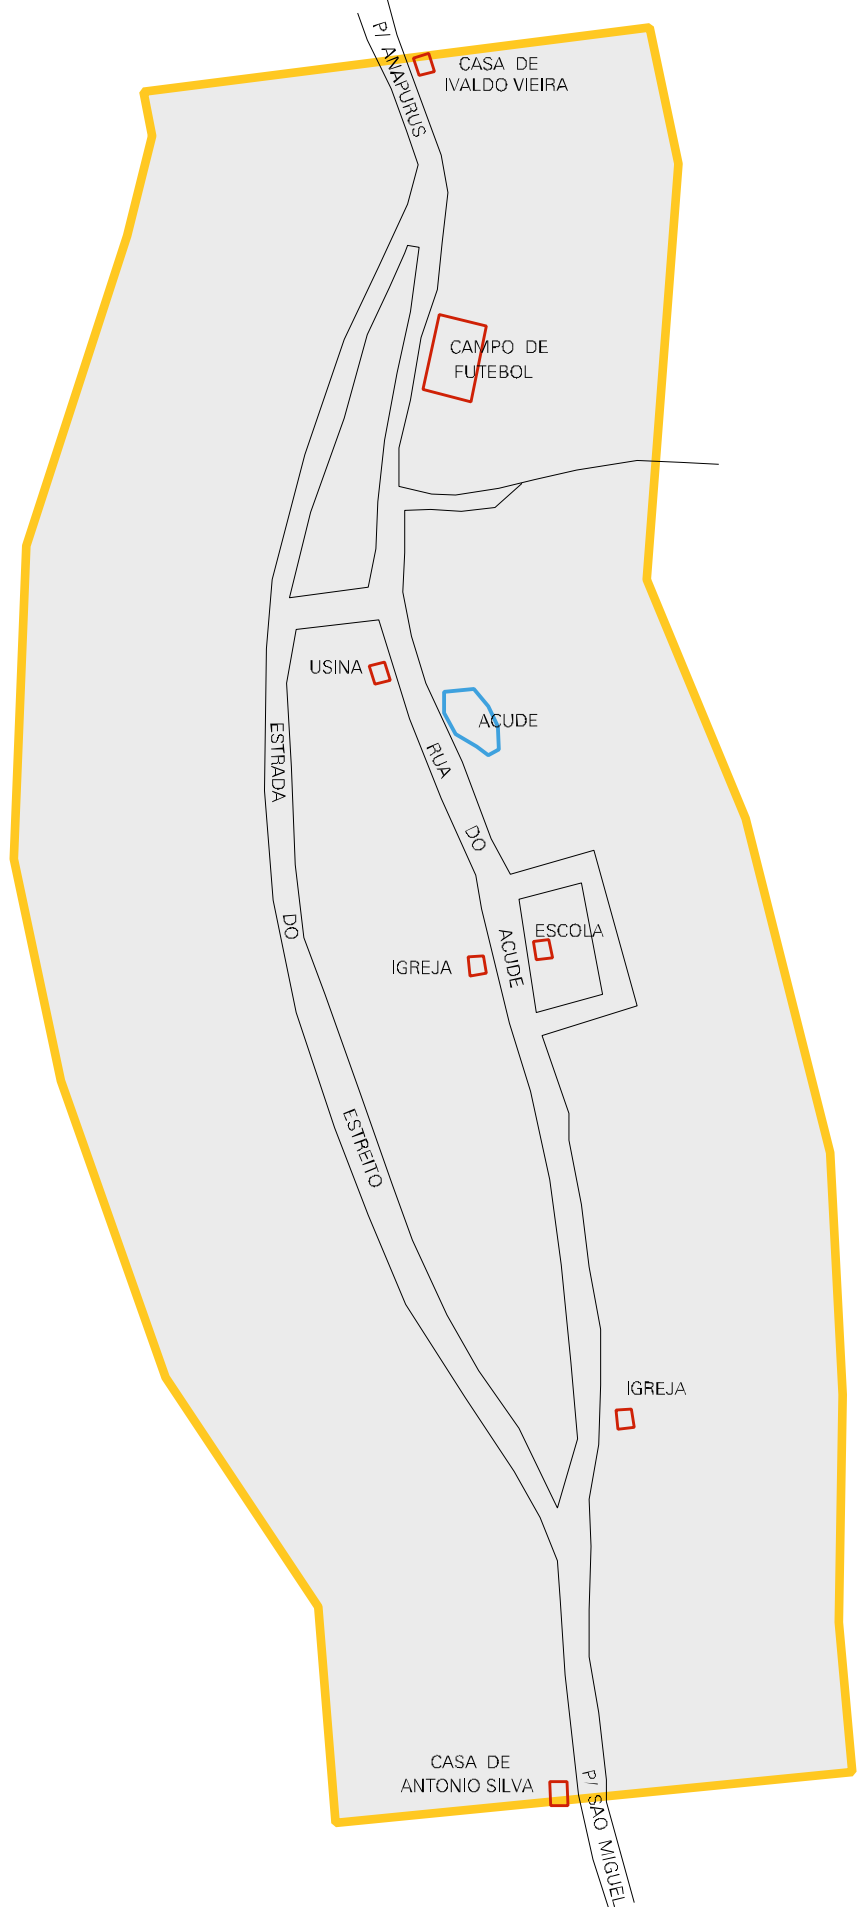 P/ ANAPURUS
CASA DE
IVALDO VIEIRA
CAMPO DE
FUTEBOL
USINA
ACUDE
ESTRADA
DO
ESTREITO
RUA
DO
ACUDE
ESCOLA
IGREJA
IGREJA
CASA DE
ANTONIO SILVA
P/ SAO MIGUEL